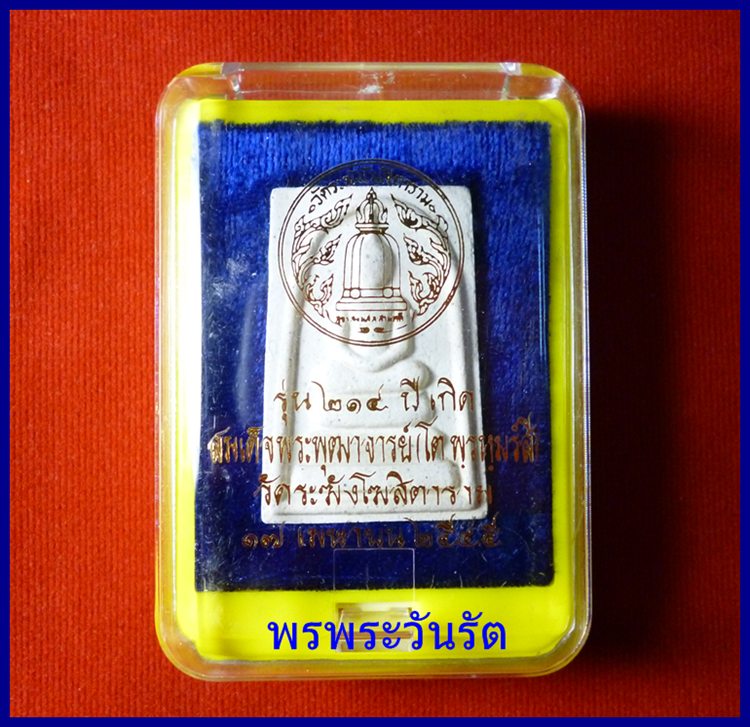 รุ่น ๒๑๔ ปี เกิด
สมเด็จพระพุฒาจารย์ (โต พฺรหฺมรํสี)
วัดระฆังโฆสิตาราม
๑๗ เมษายน ๒๕๔๕
พรพระวันรัต